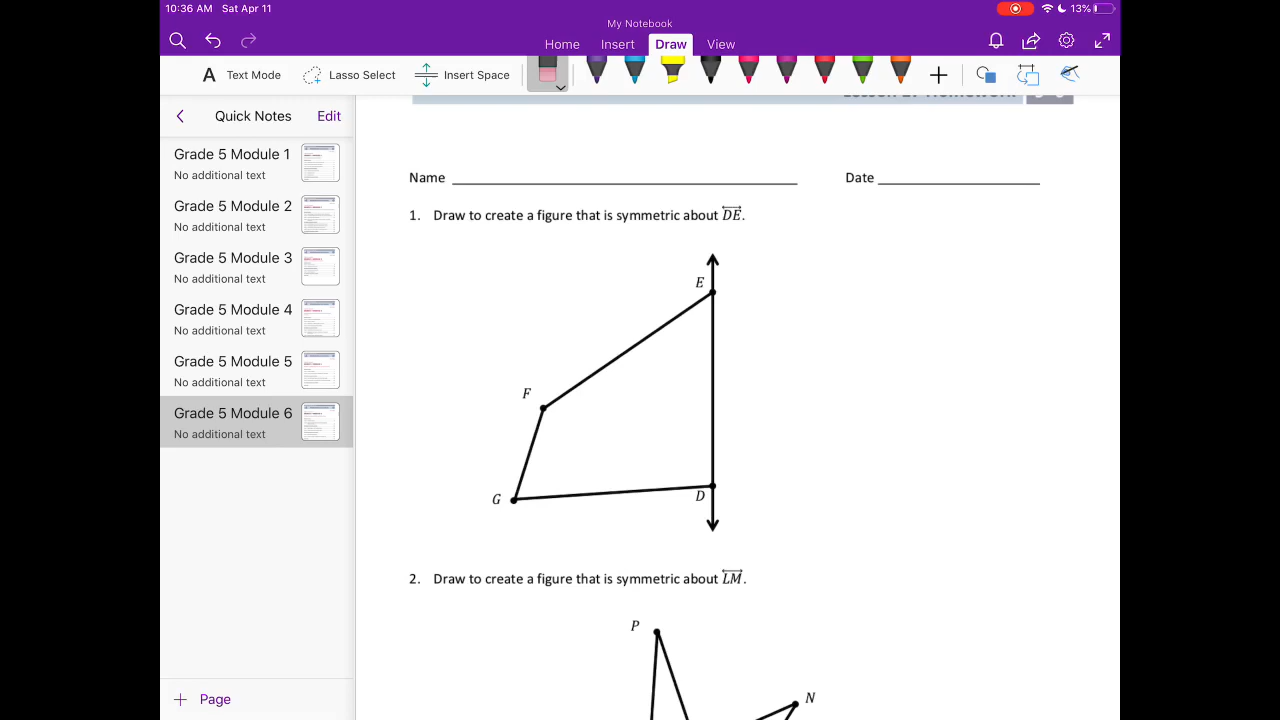 10:36 AM Sat Apr 11
13%
My Notebook
Home Insert Draw View
A Text Mode Lasso Select Insert Space
Quick Notes Edit
Grade 5 Module 1
No additional text
Grade 5 Module 2
No additional text
Grade 5 Module 3
No additional text
Grade 5 Module 4
No additional text
Grade 5 Module 5
No additional text
Grade 5 Module 6
No additional text
+ Page
Name Date
1. Draw to create a figure that is symmetric about DE.
E
F
G
D
2. Draw to create a figure that is symmetric about LM.
P
N